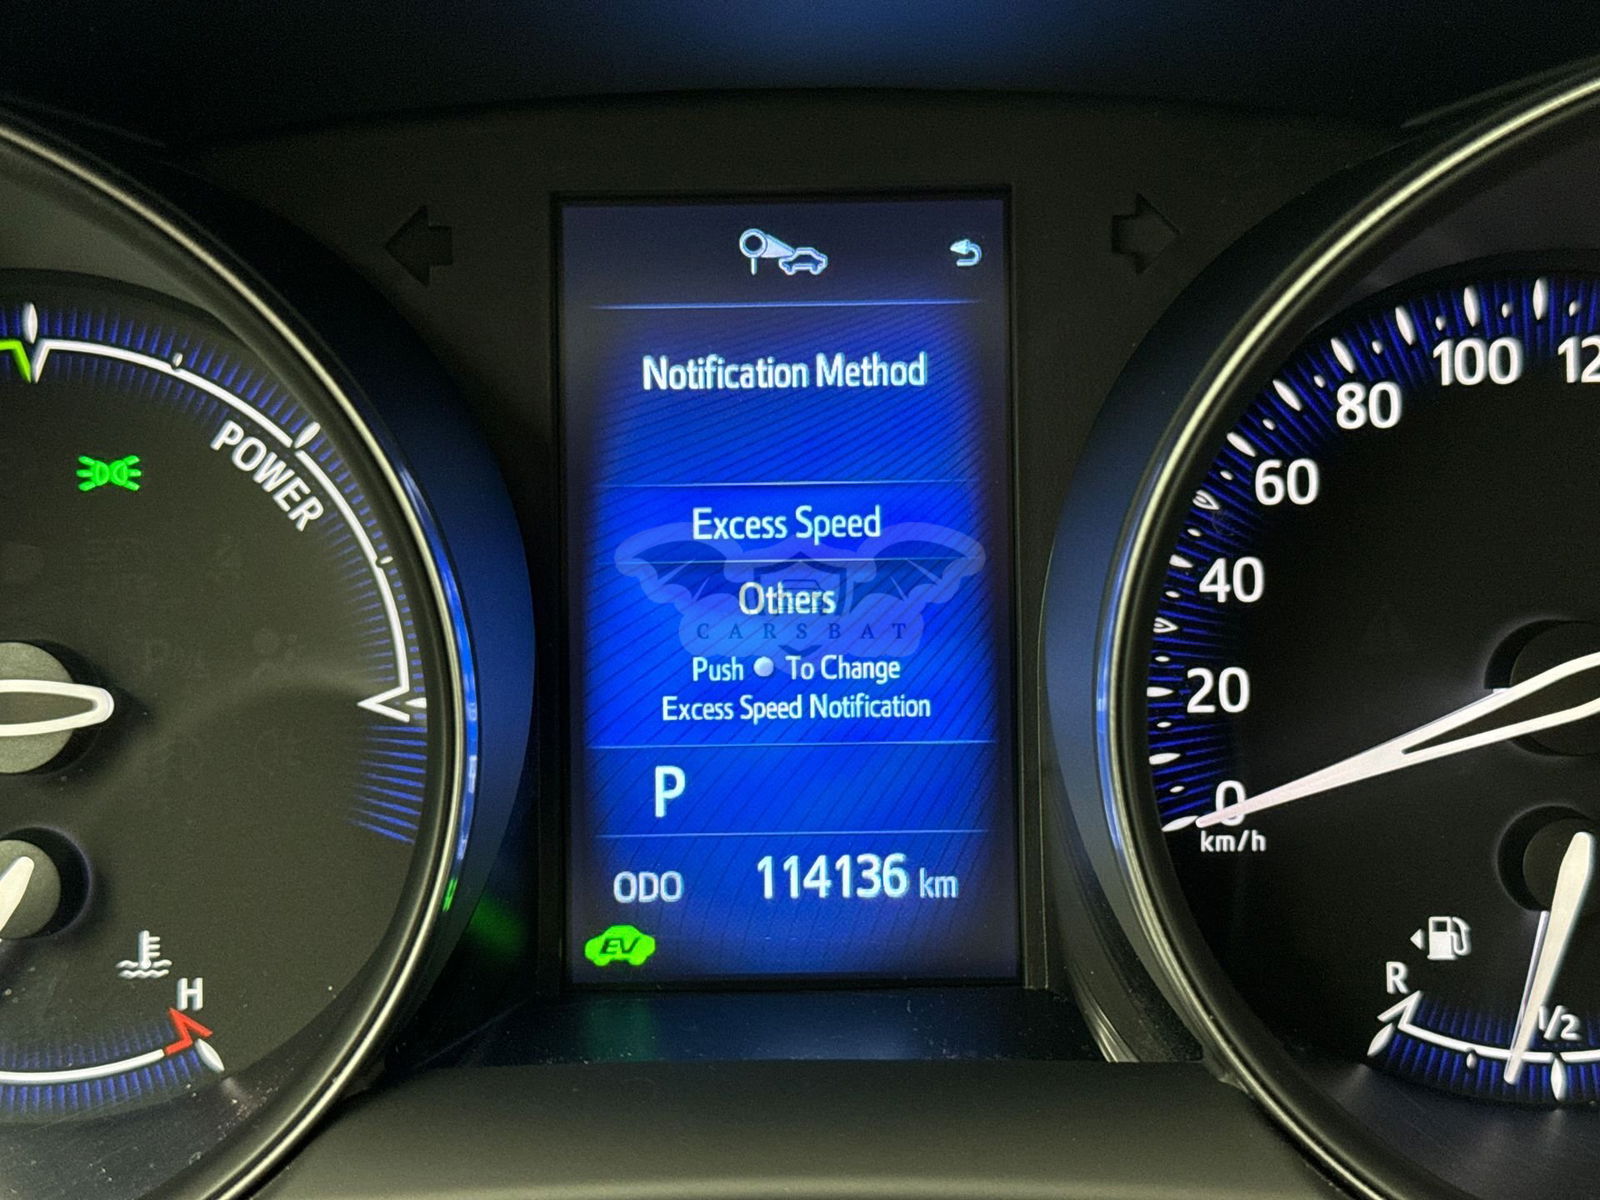 Notification Method
Excess Speed
Others
CARSBAT
Push To Change
Excess Speed Notification
P
ODO 114136 km
EV
POWER
H
0
20
40
60
80
100
km/h
R
1/2